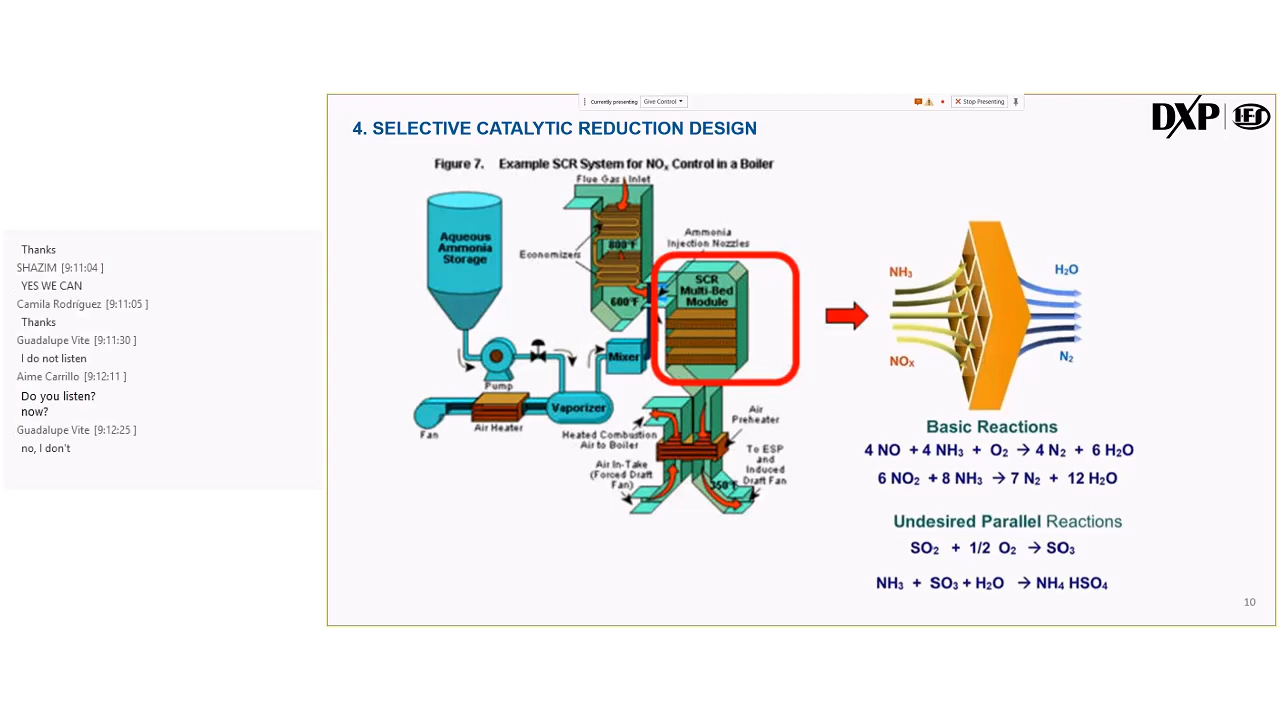 Thanks
SHAZIM [9:11:04 ]
YES WE CAN
Camila Rodríguez [9:11:05 ]
Thanks
Guadalupe Vite [9:11:30 ]
I do not listen
Aime Carrillo [9:12:11 ]
Do you listen?
now?
Guadalupe Vite [9:12:25 ]
no, I don't
Currently presenting Give Control
Stop Presenting
DXP IFS
4. SELECTIVE CATALYTIC REDUCTION DESIGN
Figure 7. Example SCR System for NOₓ Control in a Boiler
Flue Gas Inlet
Aqueous
Ammonia
Storage
Economizers
800°F
600°F
Ammonia
Injection Nozzles
SCR
Multi-Bed
Module
Mixer
Pump
Vaporizer
Fan
Air Heater
Heated Combustion
Air to Boiler
Air
Preheater
Air In-Take
(Forced Draft
Fan)
To ESP
and
Induced
Draft Fan
350°F
NH₃
NOₓ
H₂O
N₂
Basic Reactions
4 NO + 4 NH₃ + O₂ → 4 N₂ + 6 H₂O
6 NO₂ + 8 NH₃ → 7 N₂ + 12 H₂O
Undesired Parallel Reactions
SO₂ + 1/2 O₂ → SO₃
NH₃ + SO₃ + H₂O → NH₄ HSO₄
10